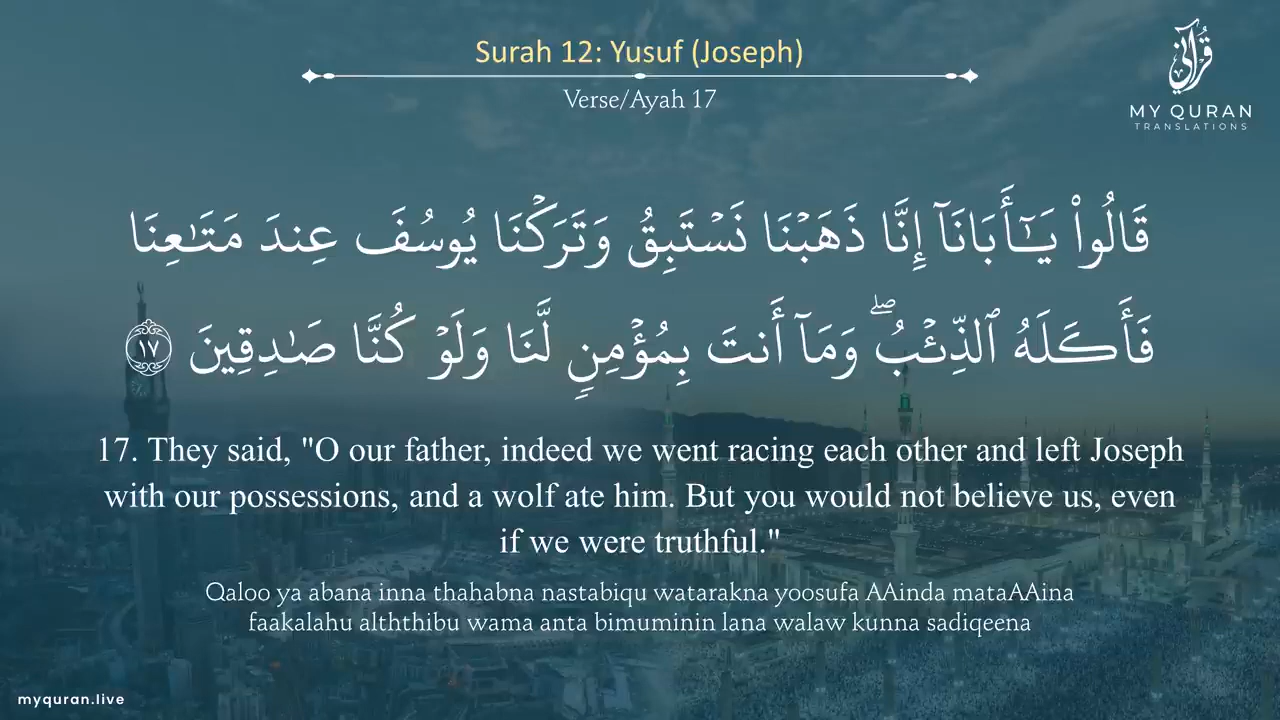 Surah 12: Yusuf (Joseph)
Verse/Ayah 17
قرآني
MY QURAN
TRANSLATIONS
قَالُوا۟ يَـٰٓأَبَانَآ إِنَّا ذَهَبْنَا نَسْتَبِقُ وَتَرَكْنَا يُوسُفَ عِندَ مَتَـٰعِنَا
فَأَكَلَهُ ٱلذِّئْبُ ۖ وَمَآ أَنتَ بِمُؤْمِنٍ لَّنَا وَلَوْ كُنَّا صَـٰدِقِينَ ١٧
17. They said, "O our father, indeed we went racing each other and left Joseph
with our possessions, and a wolf ate him. But you would not believe us, even
if we were truthful."
Qaloo ya abana inna thahabna nastabiqu watarakna yoosufa AAinda mataAAina
faakalahu alththibu wama anta bimuminin lana walaw kunna sadiqeena
myquran.live